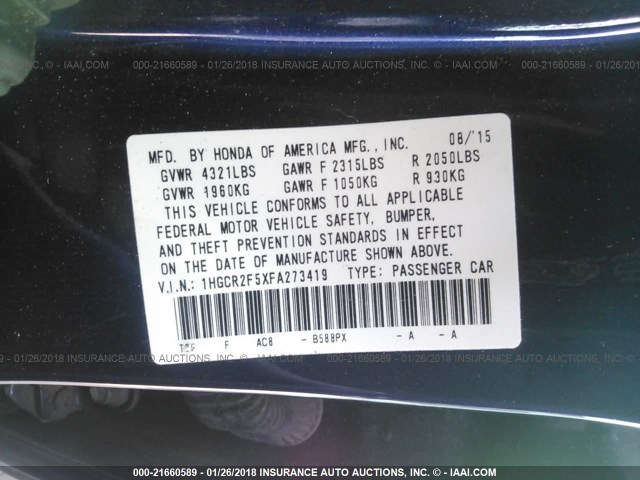 000-21660589 - 01/26/2018 INSURANCE AUTO AUCTIONS, INC. - IAAI.COM
MFD. BY HONDA OF AMERICA MFG., INC. 08/'15
GVWR 4321LBS GAWR F 2315LBS R 2050LBS
GVWR 1960KG GAWR F 1050KG R 930KG
THIS VEHICLE CONFORMS TO ALL APPLICABLE
FEDERAL MOTOR VEHICLE SAFETY, BUMPER,
AND THEFT PREVENTION STANDARDS IN EFFECT
ON THE DATE OF MANUFACTURE SHOWN ABOVE.
V.I.N.: 1HGCR2F5XFA273419 TYPE: PASSENGER CAR
F AC8 - B588PX - A - A
000-21660589 - 01/26/2018 INSURANCE AUTO AUCTIONS, INC. - IAAI.COM
000-21660589 - 01/26/2018 INSURANCE AUTO AUCTIONS, INC. - IAAI.COM